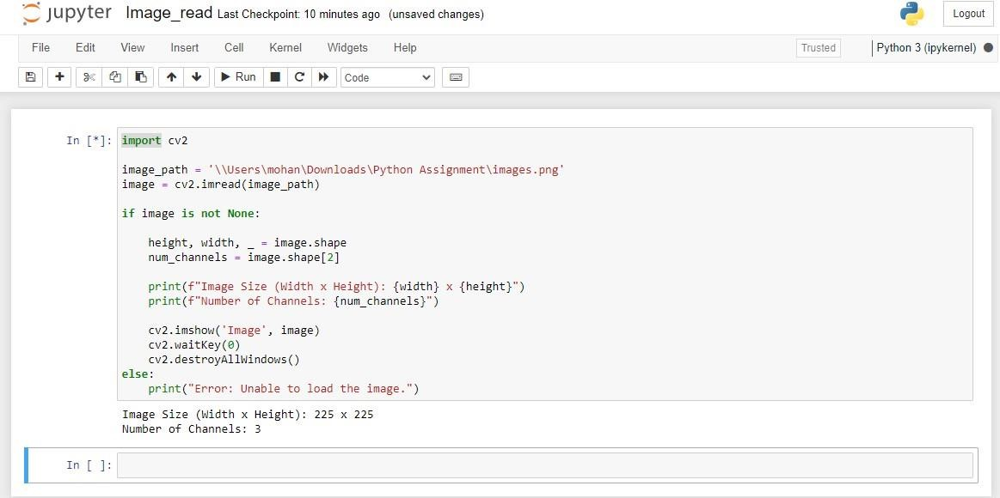 jupyter Image_read Last Checkpoint: 10 minutes ago (unsaved changes) Logout
File Edit View Insert Cell Kernel Widgets Help Trusted Python 3 (ipykernel)
Run Code
In [*]: import cv2
image_path = '\\Users\mohan\Downloads\Python Assignment\images.png'
image = cv2.imread(image_path)
if image is not None:
height, width, _ = image.shape
num_channels = image.shape[2]
print(f"Image Size (Width x Height): {width} x {height}")
print(f"Number of Channels: {num_channels}")
cv2.imshow('Image', image)
cv2.waitKey(0)
cv2.destroyAllWindows()
else:
print("Error: Unable to load the image.")
Image Size (Width x Height): 225 x 225
Number of Channels: 3
In [ ]: